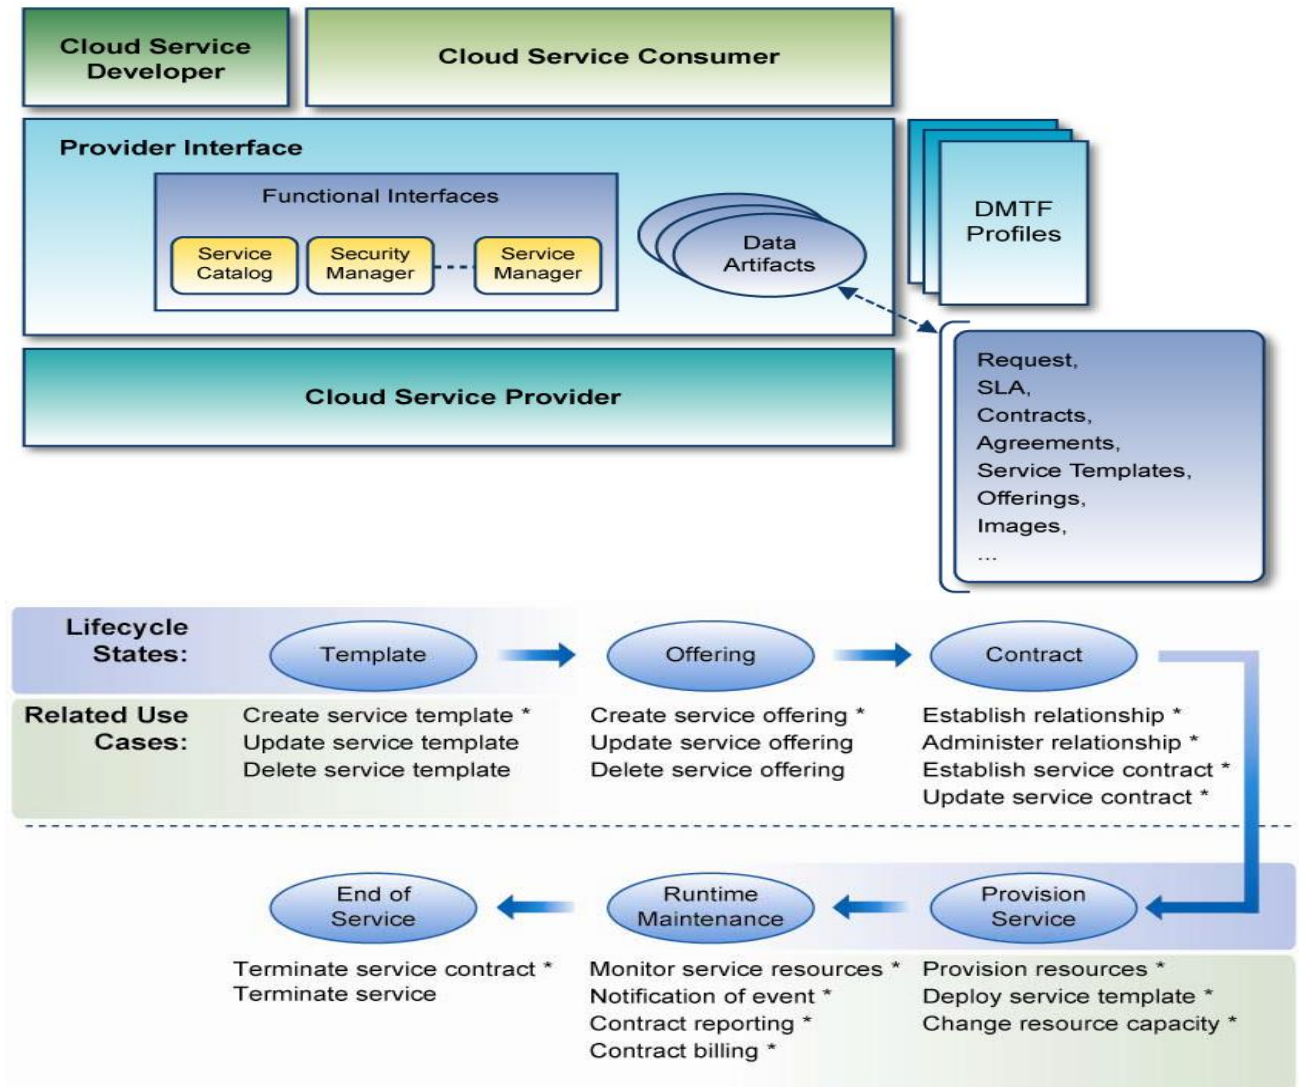 Cloud Service
Developer
Cloud Service Consumer
Provider Interface
Functional Interfaces
Service
Catalog
Security
Manager
Service
Manager
Data
Artifacts
DMTF
Profiles
Cloud Service Provider
Request,
SLA,
Contracts,
Agreements,
Service Templates,
Offerings,
Images,
...
Lifecycle
States:
Template
Offering
Contract
Related Use
Cases:
Create service template *
Update service template
Delete service template
Create service offering *
Update service offering
Delete service offering
Establish relationship *
Administer relationship *
Establish service contract *
Update service contract *
End of
Service
Runtime
Maintenance
Provision
Service
Terminate service contract *
Terminate service
Monitor service resources *
Notification of event *
Contract reporting *
Contract billing *
Provision resources *
Deploy service template *
Change resource capacity *